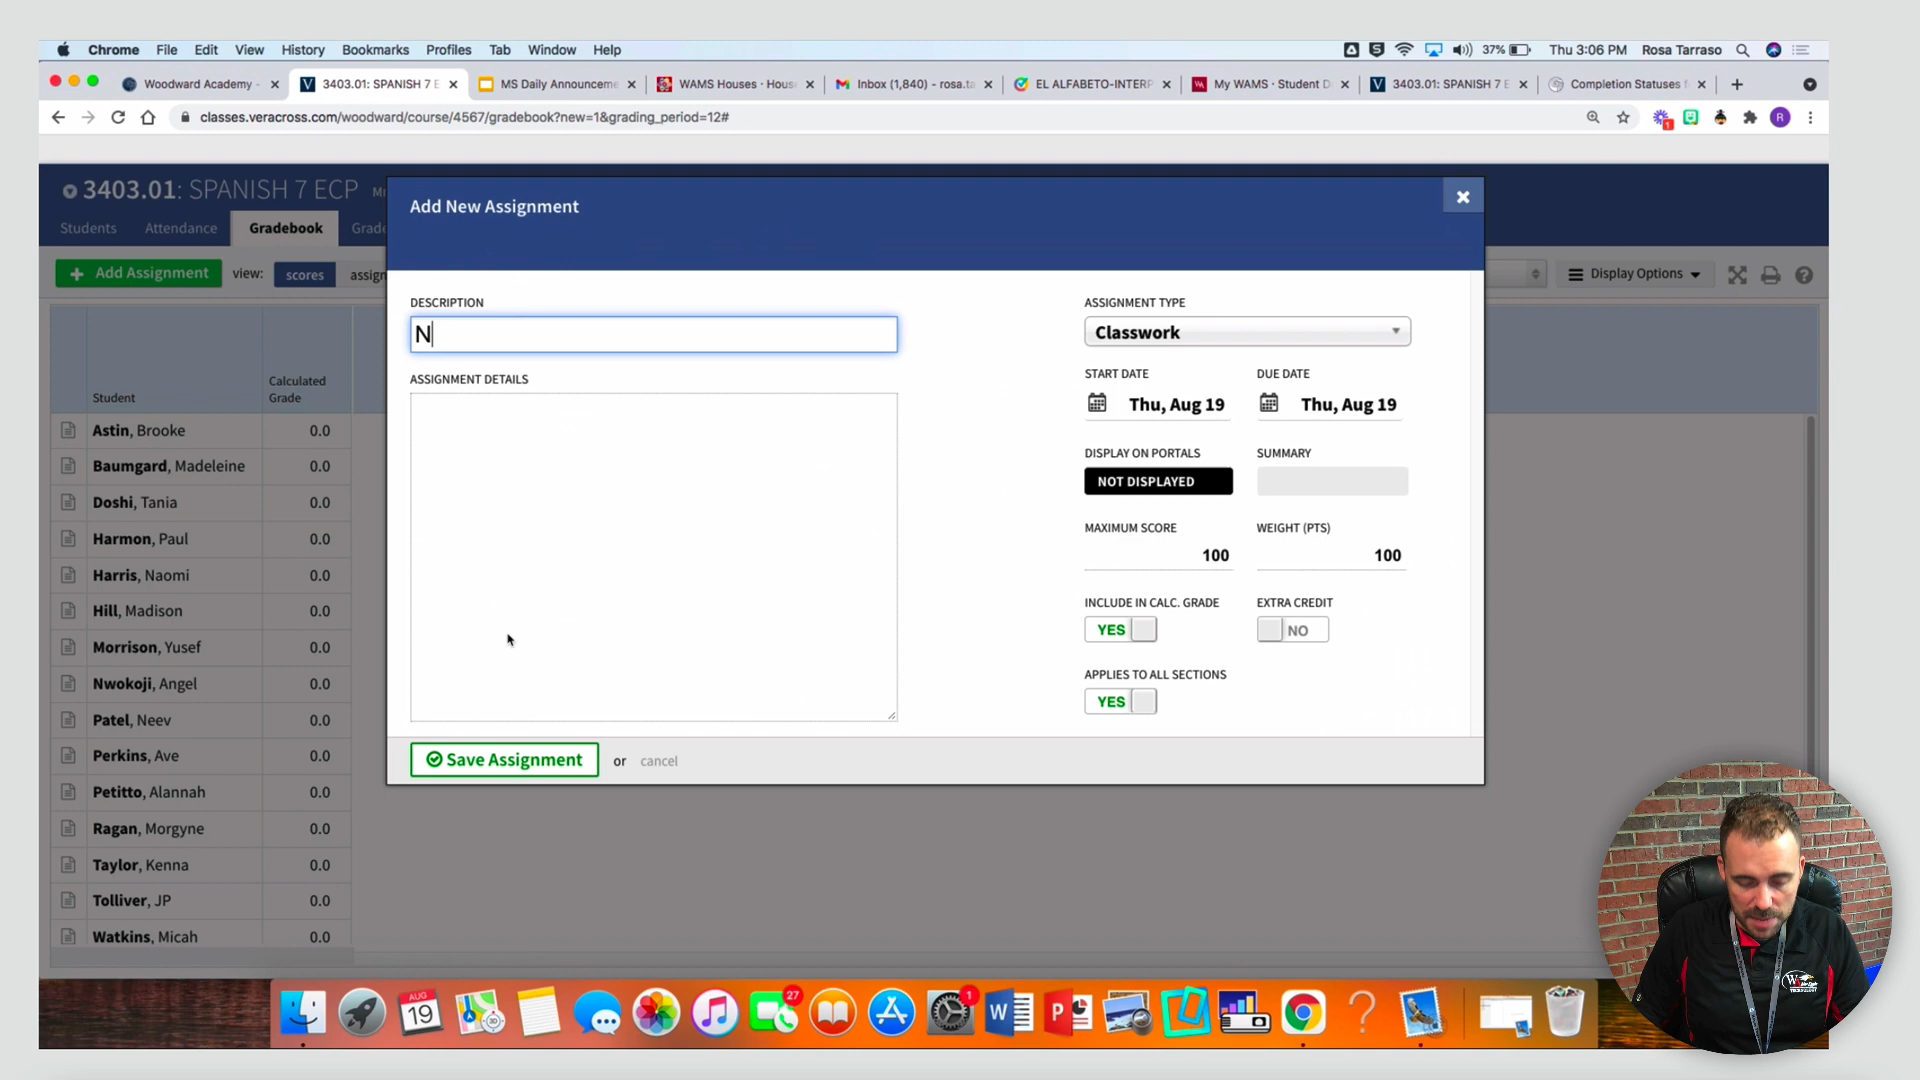 Chrome File Edit View History Bookmarks Profiles Tab Window Help 37% Thu 3:06 PM Rosa Tarraso
Woodward Academy - 3403.01: SPANISH 7 E MS Daily Announceme WAMS Houses · Hous Inbox (1,840) - rosa.ta EL ALFABETO-INTERP My WAMS · Student D 3403.01: SPANISH 7 E Completion Statuses f
classes.veracross.com/woodward/course/4567/gradebook?new=1&grading_period=12# 1 R
3403.01: SPANISH 7 ECP
Students Attendance Gradebook Grade
Add Assignment view: scores assign Display Options
Add New Assignment
DESCRIPTION
N
ASSIGNMENT DETAILS
Save Assignment or cancel
ASSIGNMENT TYPE
Classwork
START DATE DUE DATE
Thu, Aug 19 Thu, Aug 19
DISPLAY ON PORTALS SUMMARY
NOT DISPLAYED
MAXIMUM SCORE WEIGHT (PTS)
100 100
INCLUDE IN CALC. GRADE EXTRA CREDIT
YES NO
APPLIES TO ALL SECTIONS
YES
Student Calculated Grade
Astin, Brooke 0.0
Baumgard, Madeleine 0.0
Doshi, Tania 0.0
Harmon, Paul 0.0
Harris, Naomi 0.0
Hill, Madison 0.0
Morrison, Yusef 0.0
Nwokoji, Angel 0.0
Patel, Neev 0.0
Perkins, Ave 0.0
Petitto, Alannah 0.0
Ragan, Morgyne 0.0
Taylor, Kenna 0.0
Tolliver, JP 0.0
Watkins, Micah 0.0
AUG 19 27 1 W P